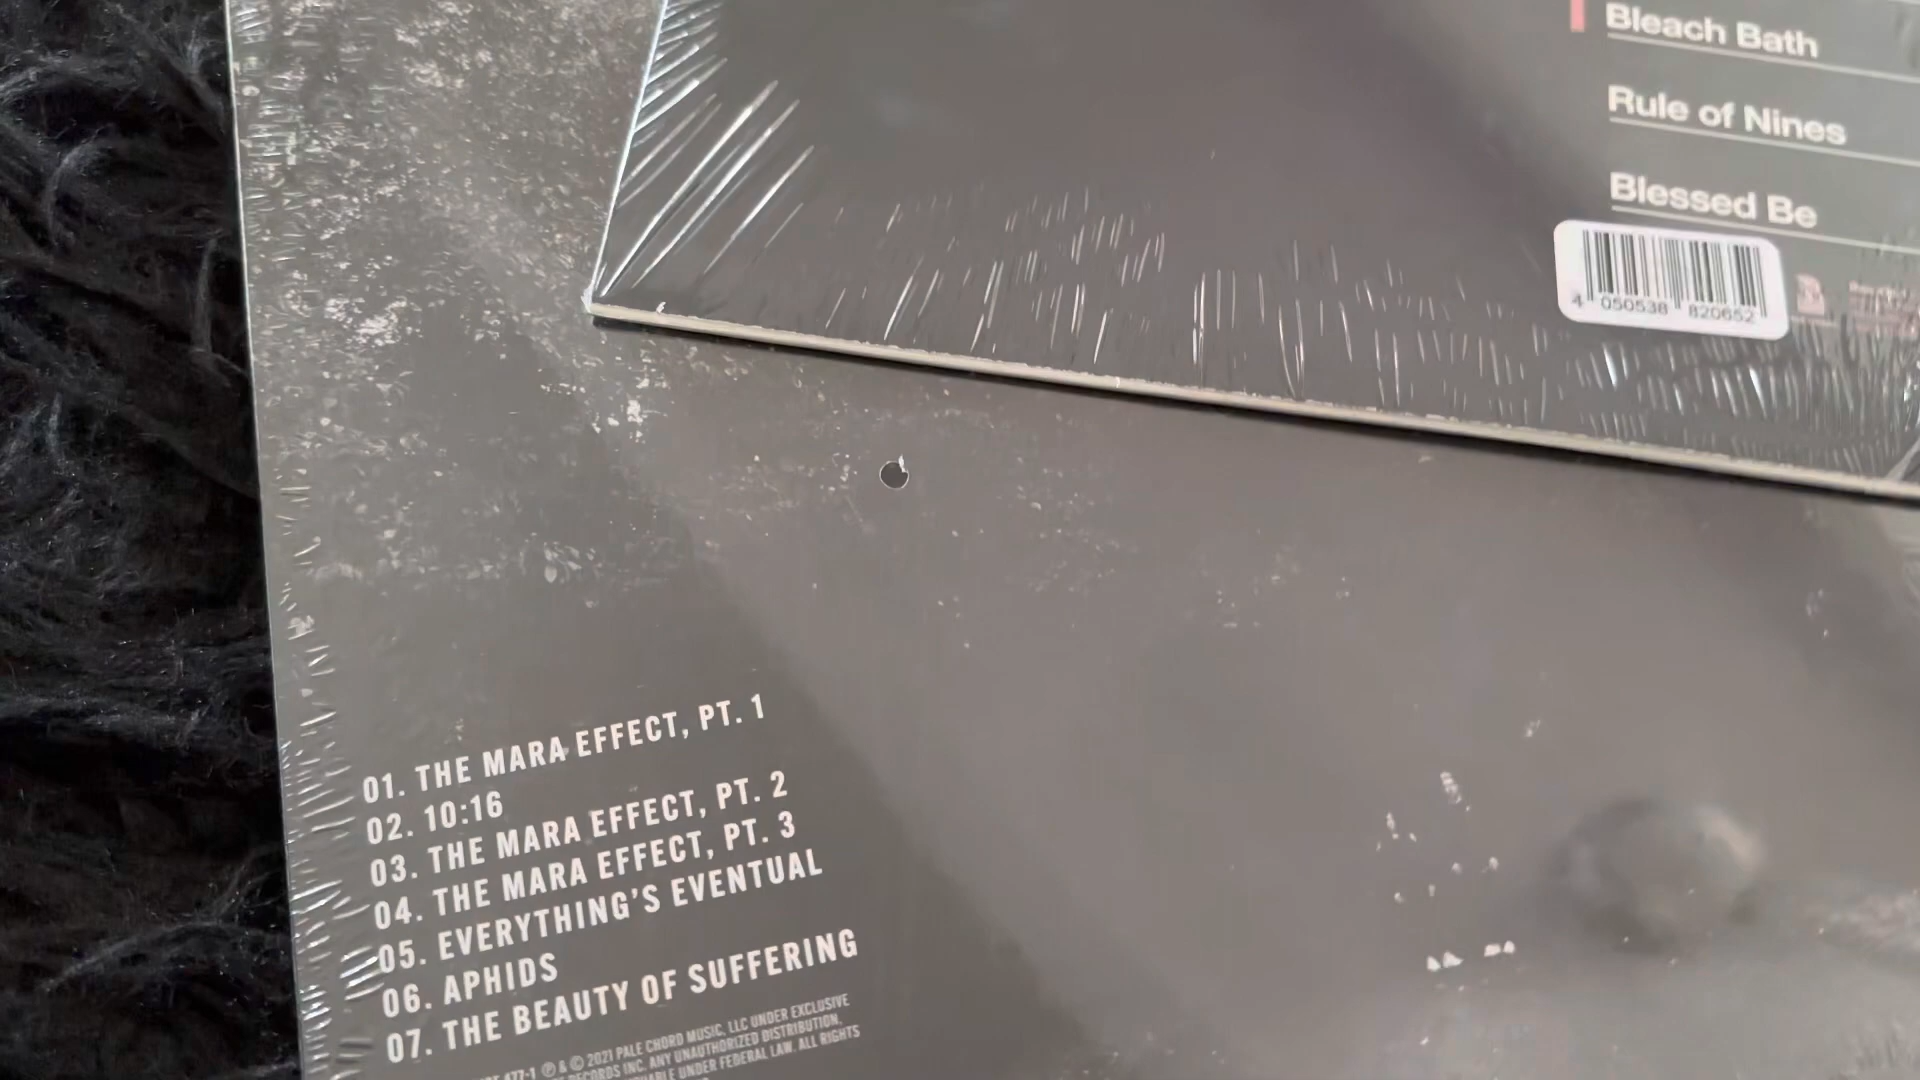 Bleach Bath
Rule of Nines
Blessed Be
4 050538 820652
01. THE MARA EFFECT, PT. 1
02. 10:16
03. THE MARA EFFECT, PT. 2
04. THE MARA EFFECT, PT. 3
05. EVERYTHING'S EVENTUAL
06. APHIDS
07. THE BEAUTY OF SUFFERING
477-1 ℗ & © 2021 PALE CHORD MUSIC, LLC UNDER EXCLUSIVE
RECORDS INC. ANY UNAUTHORIZED DISTRIBUTION,
UNDER FEDERAL LAW. ALL RIGHTS